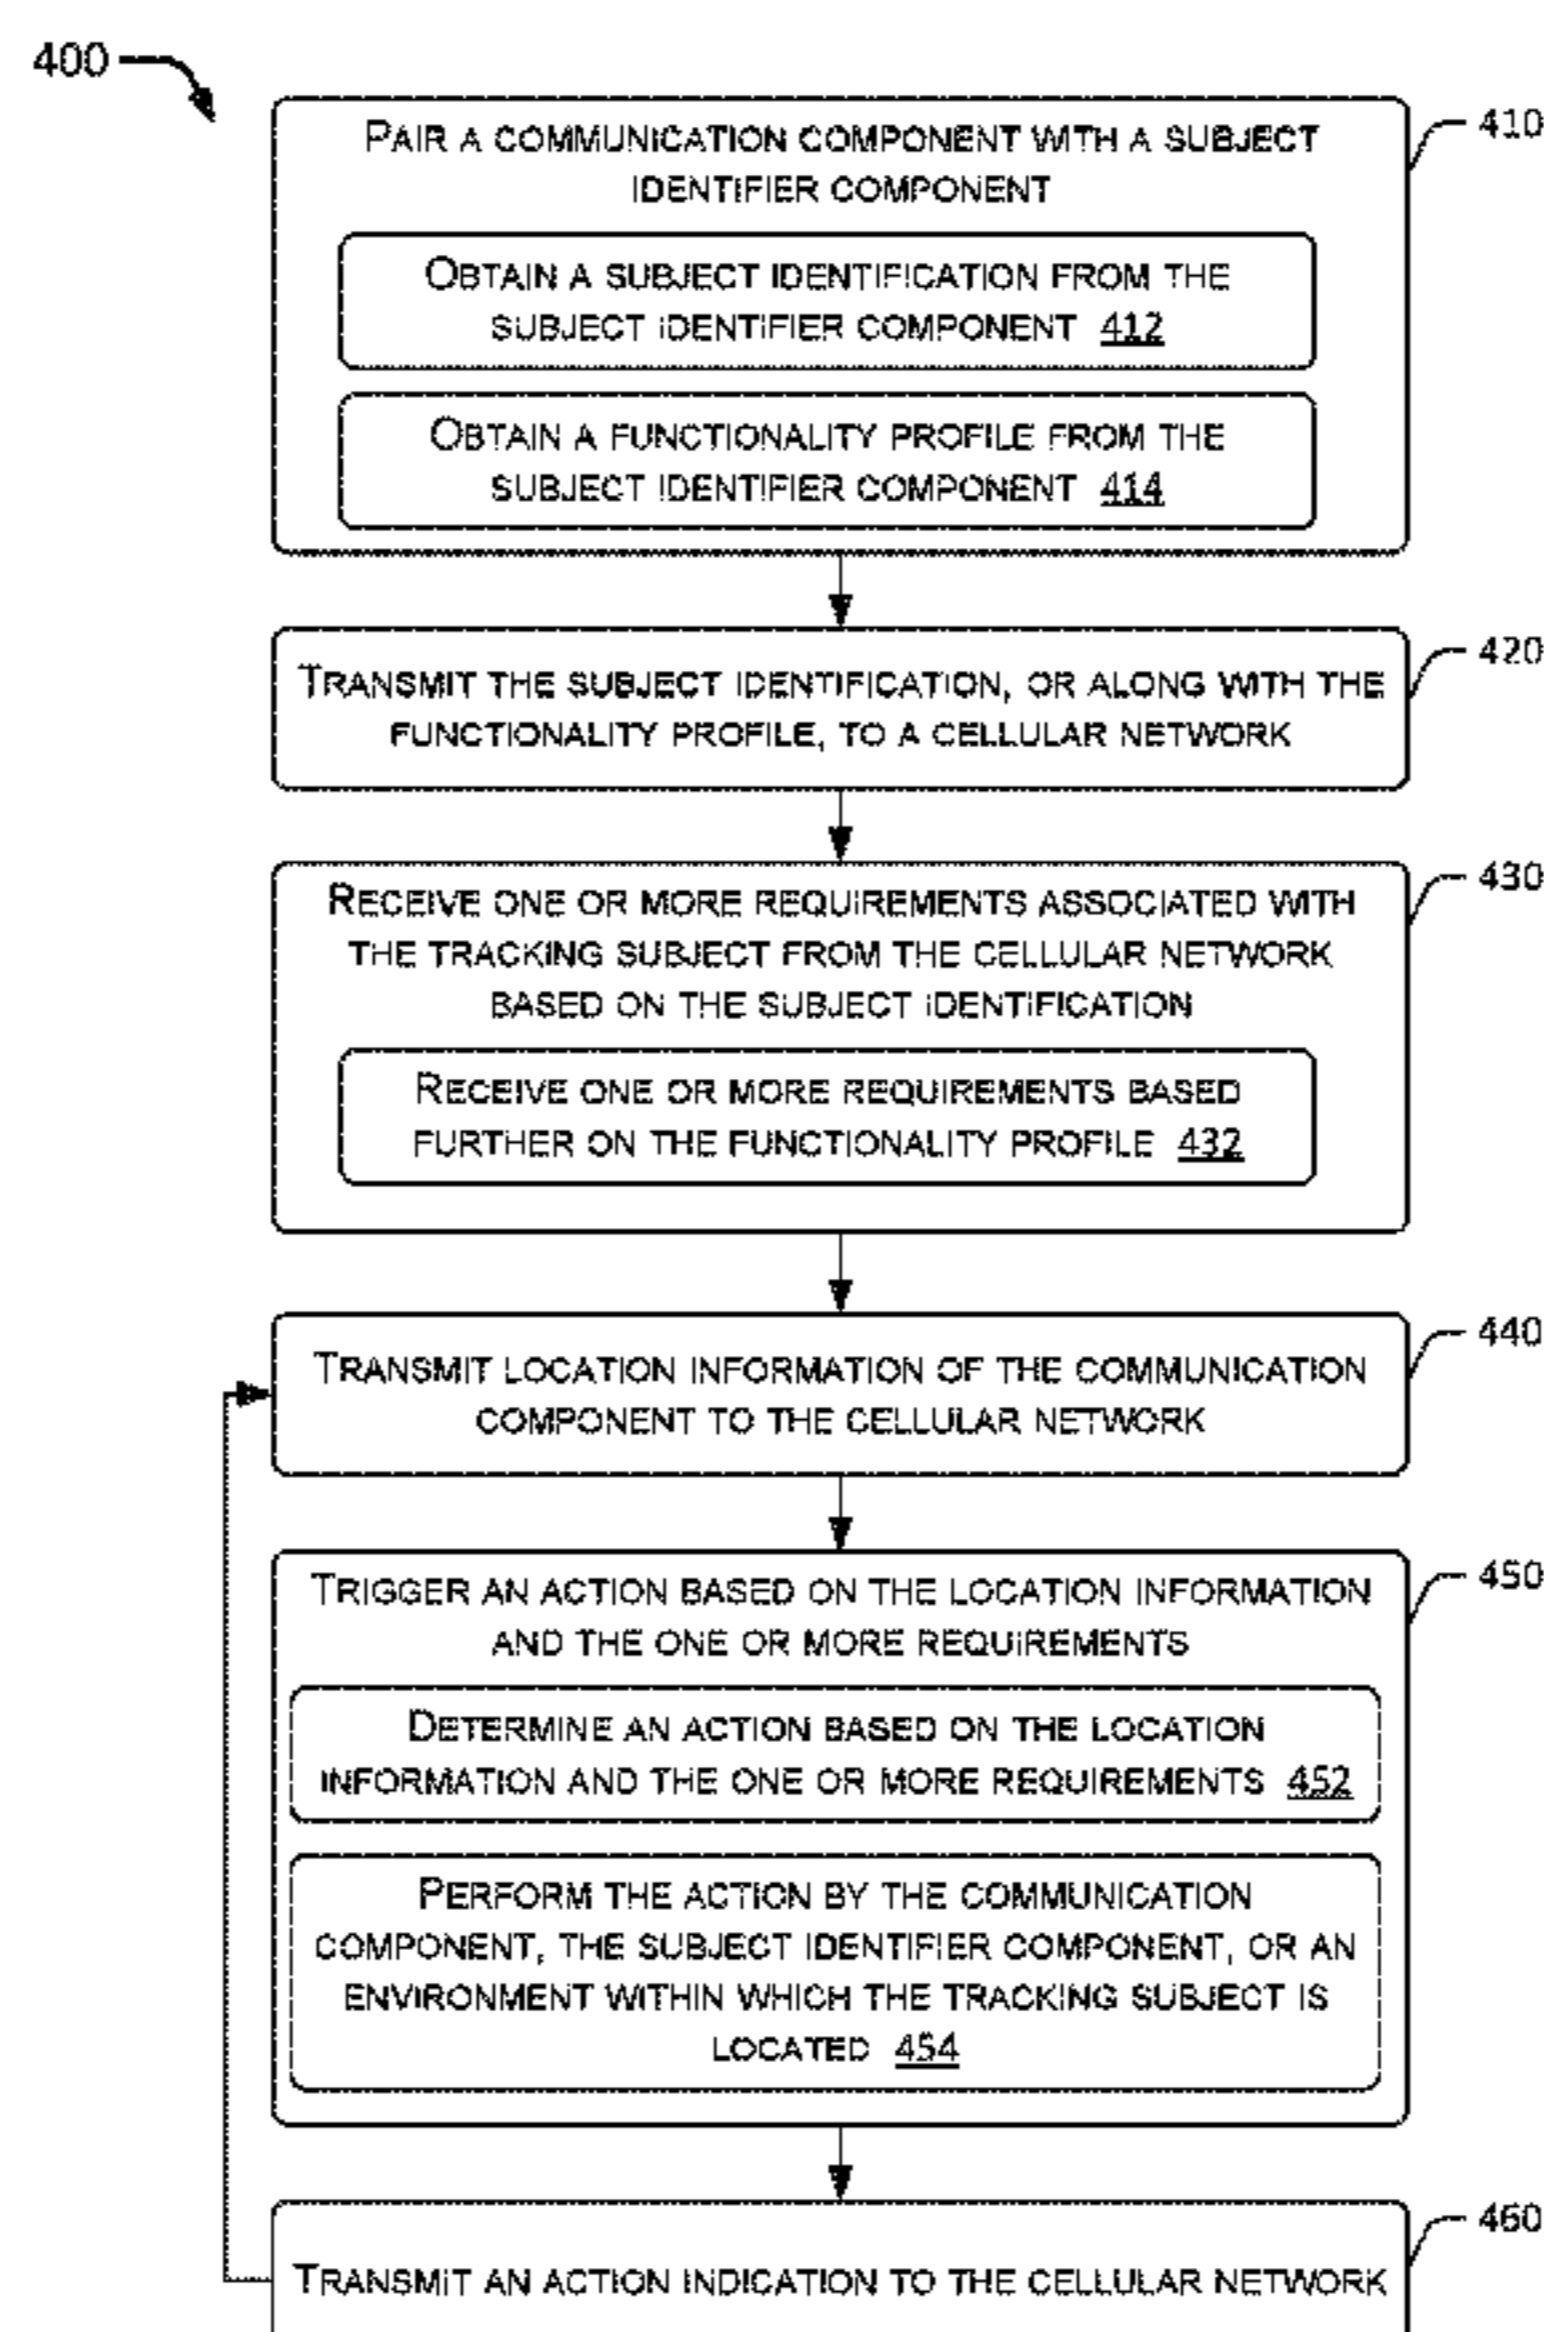 400
PAIR A COMMUNICATION COMPONENT WITH A SUBJECT
IDENTIFIER COMPONENT
410
OBTAIN A SUBJECT IDENTIFICATION FROM THE
SUBJECT IDENTIFIER COMPONENT 412
OBTAIN A FUNCTIONALITY PROFILE FROM THE
SUBJECT IDENTIFIER COMPONENT 414
TRANSMIT THE SUBJECT IDENTIFICATION, OR ALONG WITH THE
FUNCTIONALITY PROFILE, TO A CELLULAR NETWORK
420
RECEIVE ONE OR MORE REQUIREMENTS ASSOCIATED WITH
THE TRACKING SUBJECT FROM THE CELLULAR NETWORK
BASED ON THE SUBJECT IDENTIFICATION
430
RECEIVE ONE OR MORE REQUIREMENTS BASED
FURTHER ON THE FUNCTIONALITY PROFILE 432
TRANSMIT LOCATION INFORMATION OF THE COMMUNICATION
COMPONENT TO THE CELLULAR NETWORK
440
TRIGGER AN ACTION BASED ON THE LOCATION INFORMATION
AND THE ONE OR MORE REQUIREMENTS
450
DETERMINE AN ACTION BASED ON THE LOCATION
INFORMATION AND THE ONE OR MORE REQUIREMENTS 452
PERFORM THE ACTION BY THE COMMUNICATION
COMPONENT, THE SUBJECT IDENTIFIER COMPONENT, OR AN
ENVIRONMENT WITHIN WHICH THE TRACKING SUBJECT IS
LOCATED 454
TRANSMIT AN ACTION INDICATION TO THE CELLULAR NETWORK
460